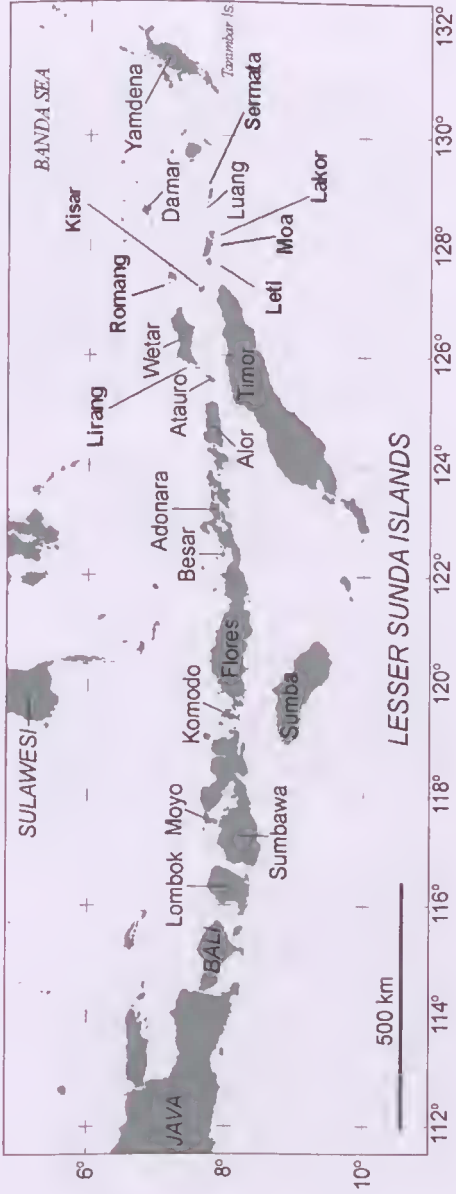 BANDA SEA
SULAWESI
Tanimbar Is.
Yamdena
Damar
Kisar
Romang
Wetar
Lirang
Atauro
Alor
Adonara
Besar
Flores
Komodo
Moyo
Lombok
BALI
JAVA
Sumbawa
Sumba
Timor
Leti
Moa
Lakor
Luang
Sermata
LESSER SUNDA ISLANDS
500 km
6°
8°
10°
112°
114°
116°
118°
120°
122°
124°
126°
128°
130°
132°